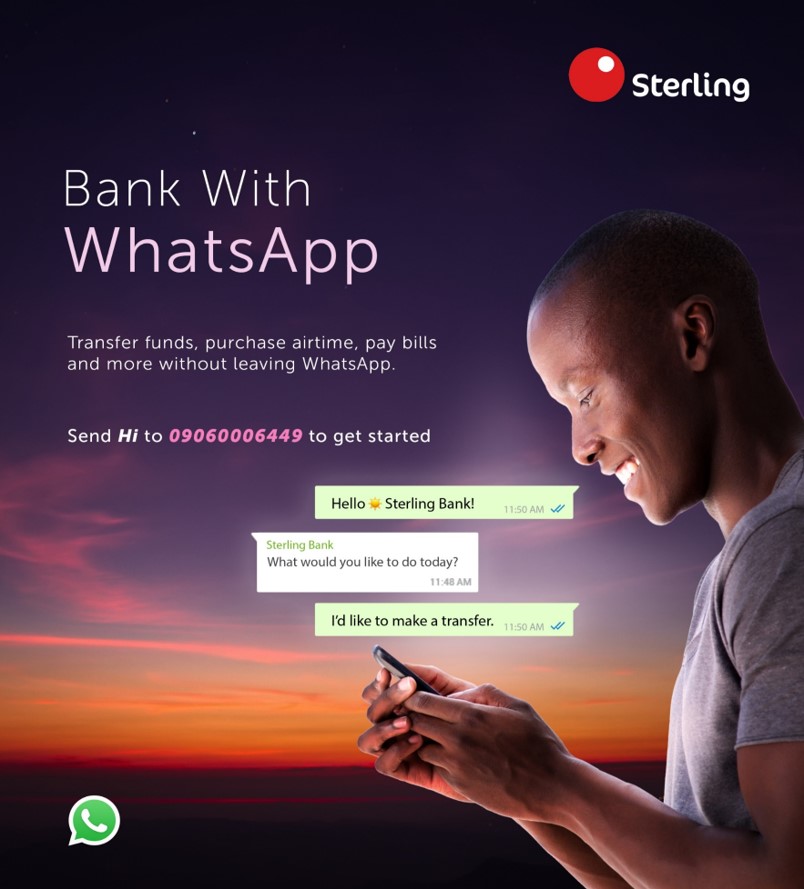 Sterling
Bank With
WhatsApp
Transfer funds, purchase airtime, pay bills
and more without leaving WhatsApp.
Send Hi to 09060006449 to get started
Hello ☀️ Sterling Bank!
11:50 AM
Sterling Bank
What would you like to do today?
11:48 AM
I'd like to make a transfer.
11:50 AM